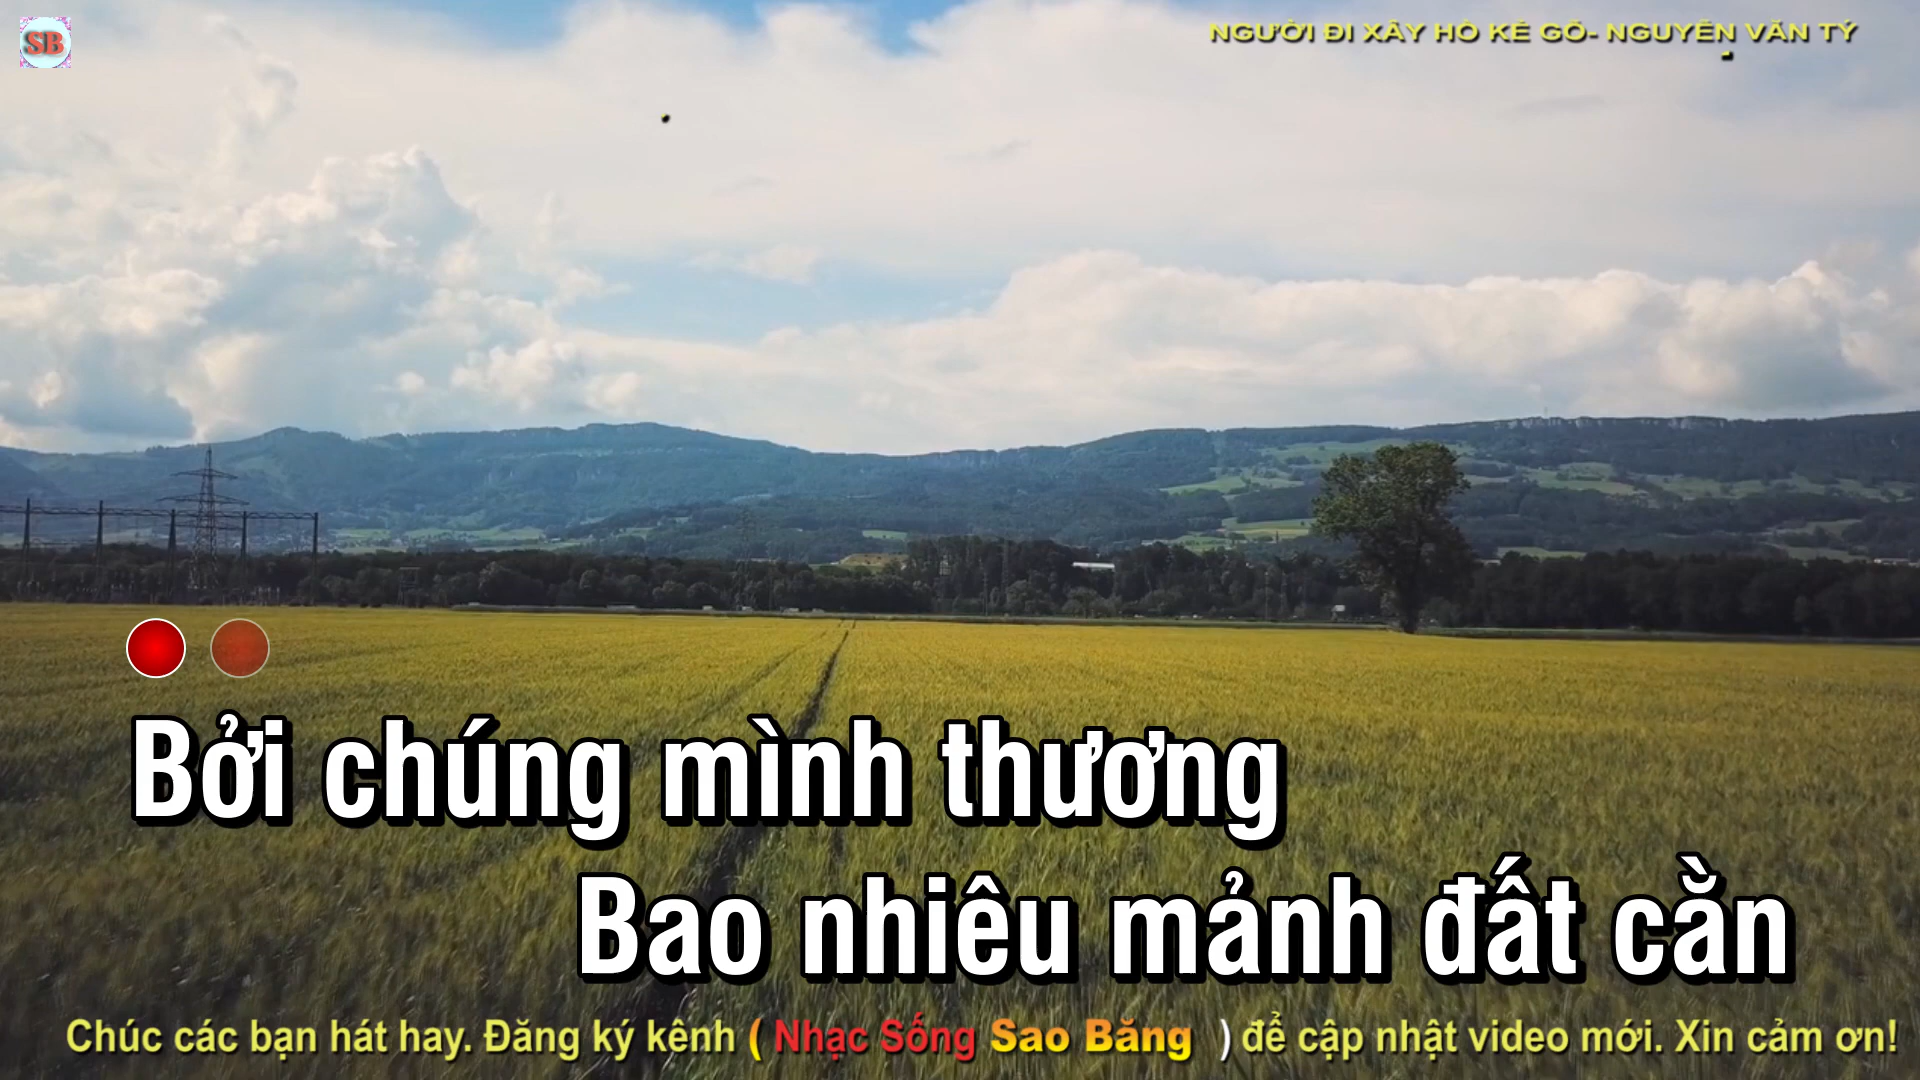 SB
NGƯỜI ĐI XÂY HỒ KẺ GỖ- NGUYỄN VĂN TÝ
Bởi chúng mình thương
Bao nhiêu mảnh đất cằn
Chúc các bạn hát hay. Đăng ký kênh ( Nhạc Sống Sao Băng ) để cập nhật video mới. Xin cảm ơn!